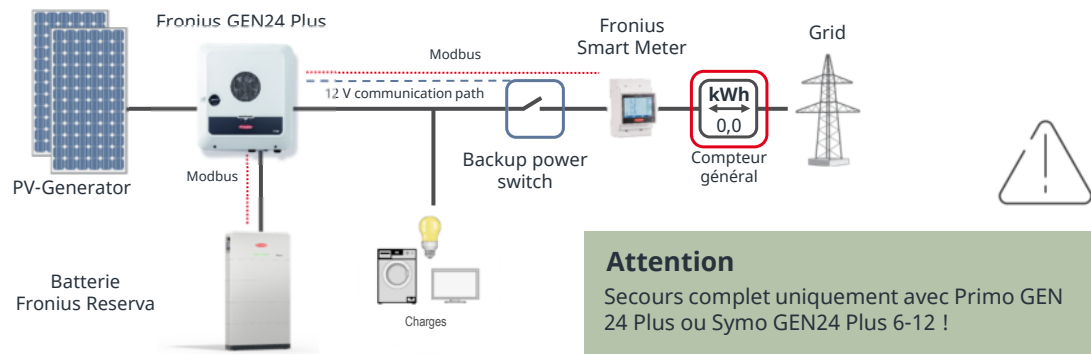 Fronius GEN24 Plus
Fronius
Smart Meter
Grid
Modbus
12 V communication path
kWh
0,0
Compteur
général
Backup power
switch
PV-Generator
Modbus
Batterie
Fronius Reserva
Charges
Attention
Secours complet uniquement avec Primo GEN
24 Plus ou Symo GEN24 Plus 6-12 !